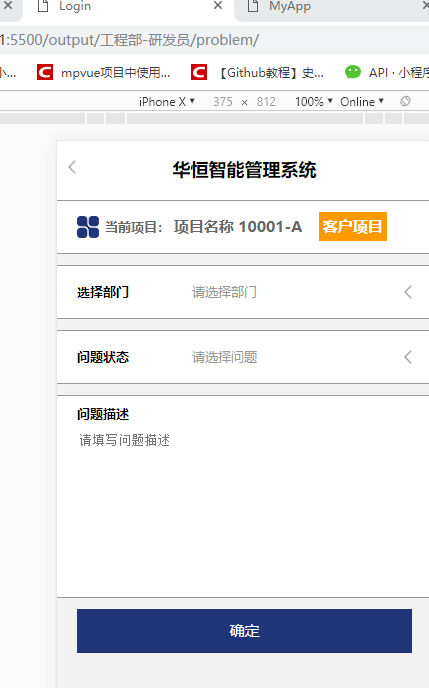 Login
MyApp
1:5500/output/工程部-研发员/problem/
小... mpvue项目中使用... 【Github教程】史... API · 小程序
iPhone X 375 × 812 100% Online
华恒智能管理系统
当前项目: 项目名称 10001-A 客户项目
选择部门 请选择部门
问题状态 请选择问题
问题描述
请填写问题描述
确定